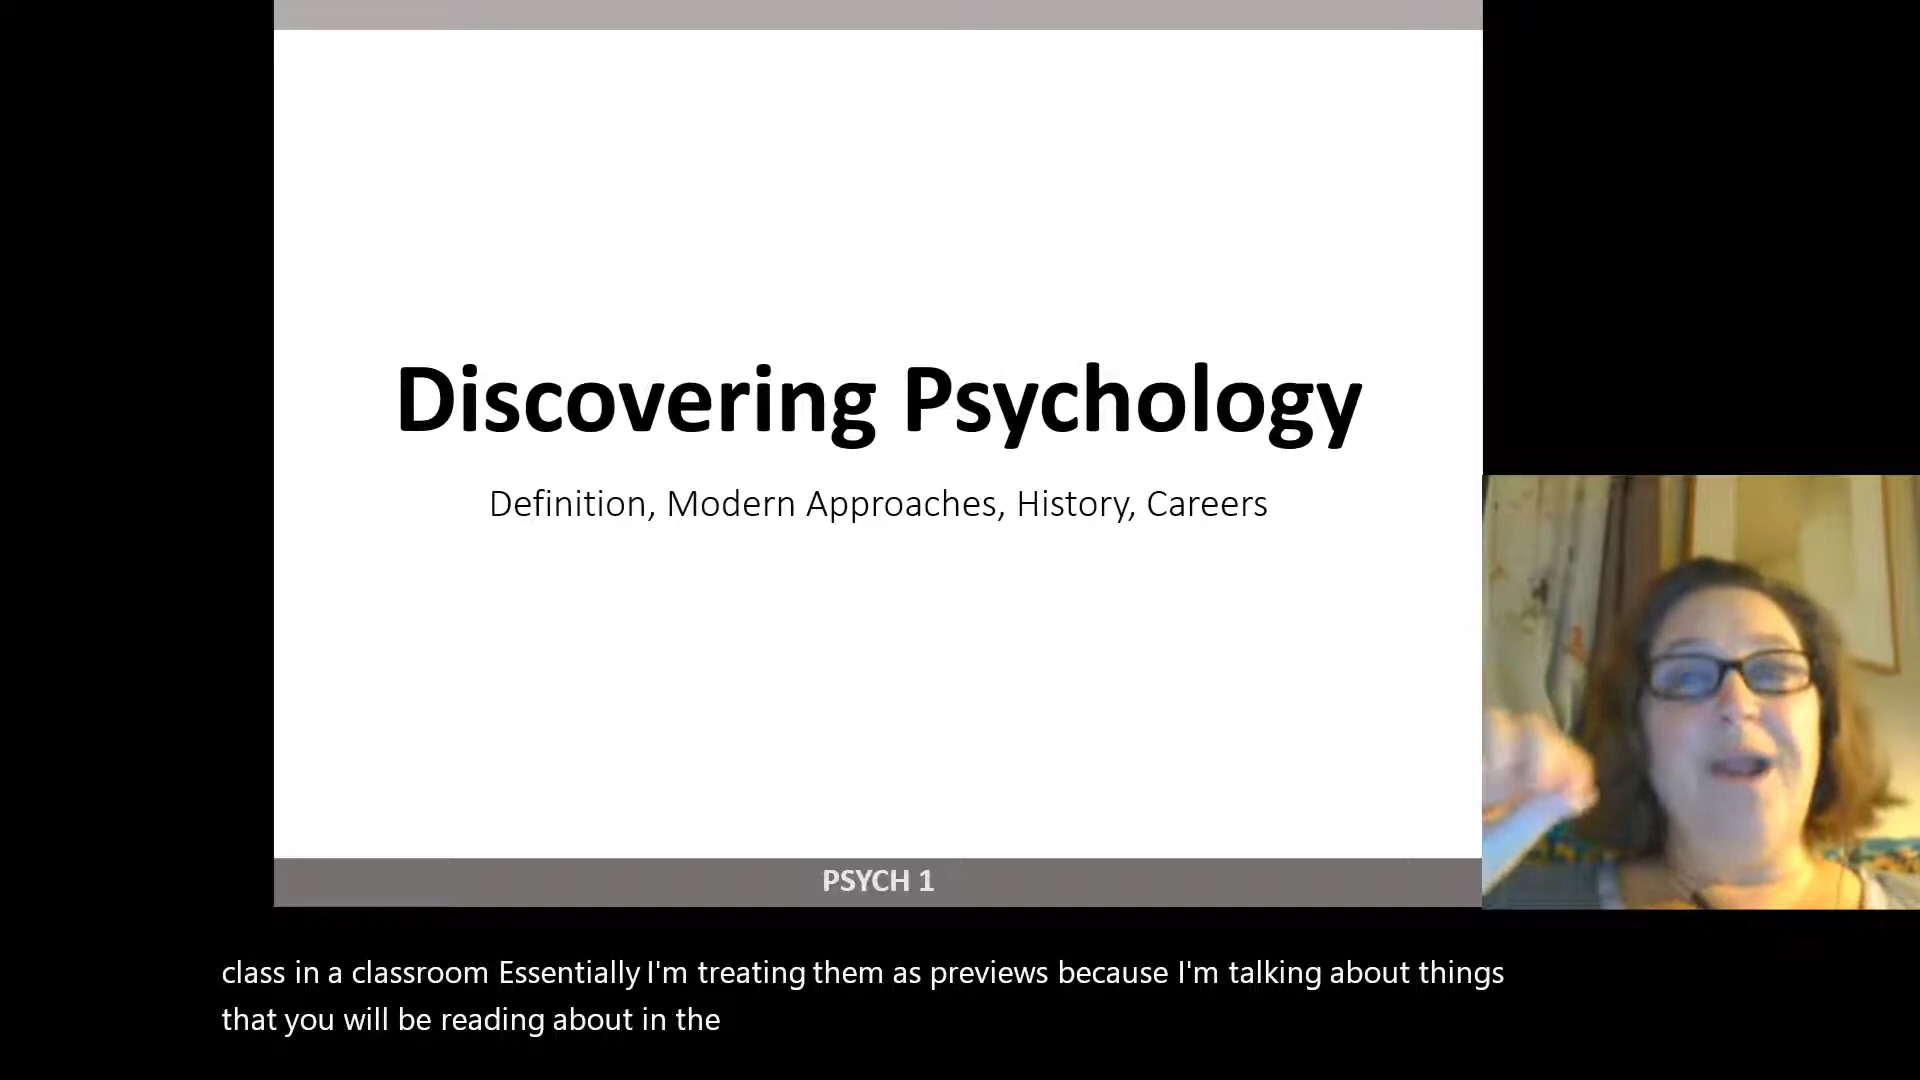 Discovering Psychology
Definition, Modern Approaches, History, Careers
PSYCH 1
class in a classroom Essentially I'm treating them as previews because I'm talking about things
that you will be reading about in the